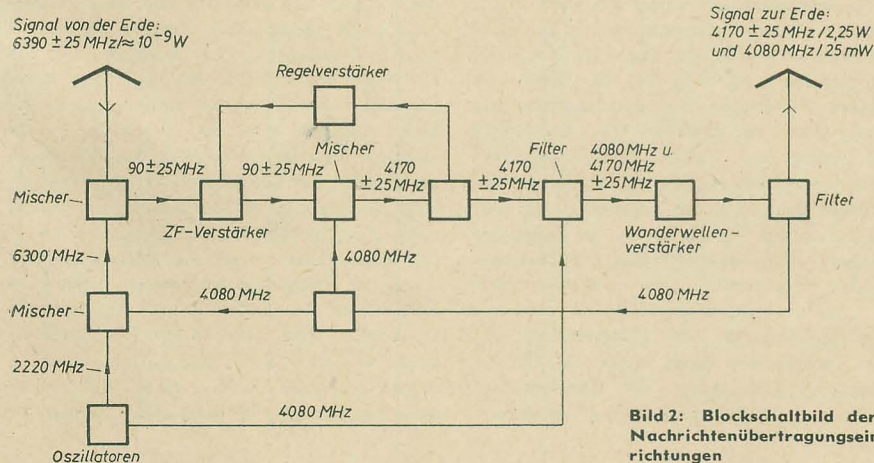 Signal von der Erde:
6390 ± 25 MHz/≈ 10⁻⁹ W
Signal zur Erde:
4170 ± 25 MHz / 2,25 W
und 4080 MHz / 25 mW
Regelverstärker
Mischer
Filter
4080 MHz u.
4170 MHz
± 25 MHz
90 ± 25 MHz
90 ± 25 MHz
4170
± 25 MHz
4170
± 25 MHz
Mischer
ZF-Verstärker
Wanderwellen-
verstärker
Filter
6300 MHz
4080 MHz
Mischer
4080 MHz
4080 MHz
2220 MHz
4080 MHz
Oszillatoren
Bild 2: Blockschaltbild der
Nachrichtenübertragungsein
richtungen